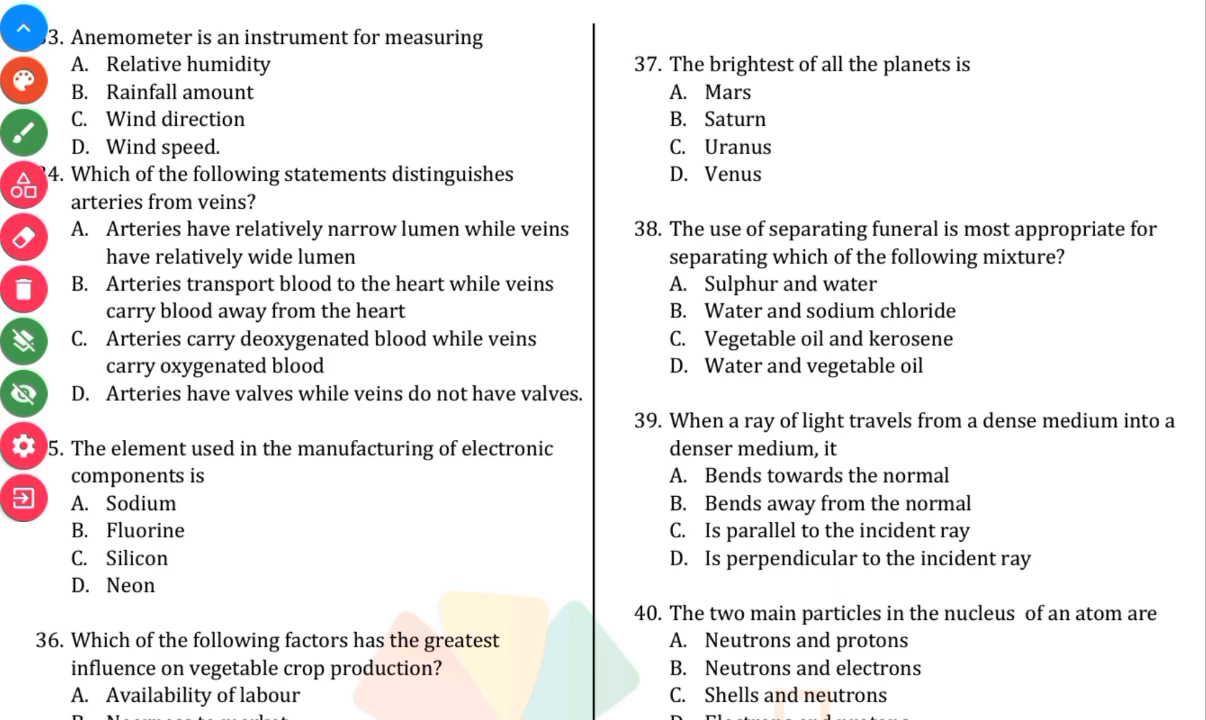 3. Anemometer is an instrument for measuring
A. Relative humidity
B. Rainfall amount
C. Wind direction
D. Wind speed.
4. Which of the following statements distinguishes
arteries from veins?
A. Arteries have relatively narrow lumen while veins
have relatively wide lumen
B. Arteries transport blood to the heart while veins
carry blood away from the heart
C. Arteries carry deoxygenated blood while veins
carry oxygenated blood
D. Arteries have valves while veins do not have valves.
5. The element used in the manufacturing of electronic
components is
A. Sodium
B. Fluorine
C. Silicon
D. Neon
36. Which of the following factors has the greatest
influence on vegetable crop production?
A. Availability of labour
37. The brightest of all the planets is
A. Mars
B. Saturn
C. Uranus
D. Venus
38. The use of separating funeral is most appropriate for
separating which of the following mixture?
A. Sulphur and water
B. Water and sodium chloride
C. Vegetable oil and kerosene
D. Water and vegetable oil
39. When a ray of light travels from a dense medium into a
denser medium, it
A. Bends towards the normal
B. Bends away from the normal
C. Is parallel to the incident ray
D. Is perpendicular to the incident ray
40. The two main particles in the nucleus of an atom are
A. Neutrons and protons
B. Neutrons and electrons
C. Shells and neutrons